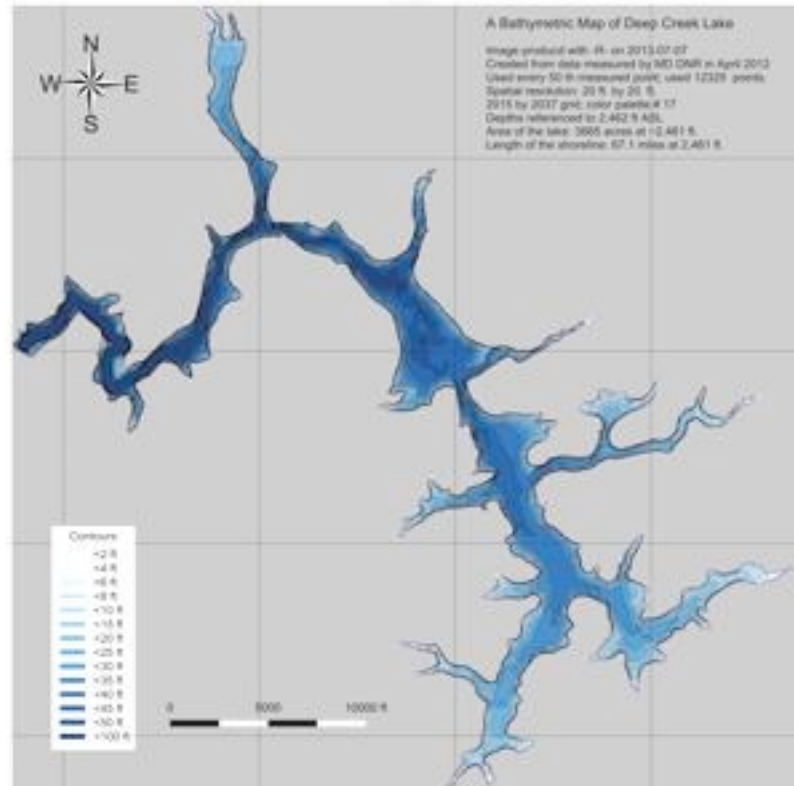 A Bathymetric Map of Deep Creek Lake
Image produced with -R- on 2013-07-07
Created from data measured by MD DNR in April 2012
Used every 50 th measured point; used 12329 points.
Spatial resolution: 20 ft. by 20 ft.
2015 by 2037 grid; color palette:# 17
Depths referenced to 2,462 ft ASL
Area of the lake: 3665 acres at ~2,461 ft.
Length of the shoreline: 67.1 miles at 2,461 ft.
N
W E
S
Contours
<2 ft
<4 ft
<6 ft
<8 ft
<10 ft
<15 ft
<20 ft
<25 ft
<30 ft
<35 ft
<40 ft
<45 ft
<50 ft
<100 ft
0 5000 10000 ft